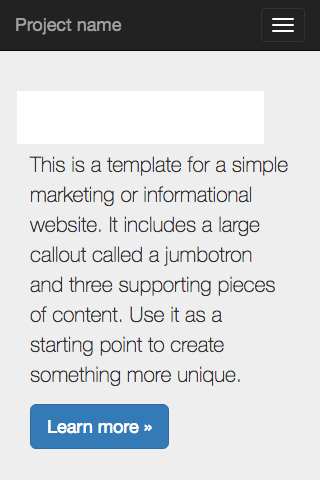 Project name
This is a template for a simple
marketing or informational
website. It includes a large
callout called a jumbotron
and three supporting pieces
of content. Use it as a
starting point to create
something more unique.
Learn more »